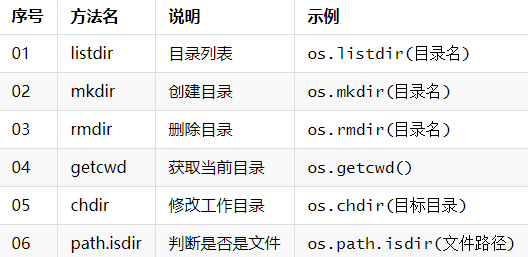 序号 方法名 说明 示例
01 listdir 目录列表 os.listdir(目录名)
02 mkdir 创建目录 os.mkdir(目录名)
03 rmdir 删除目录 os.rmdir(目录名)
04 getcwd 获取当前目录 os.getcwd()
05 chdir 修改工作目录 os.chdir(目标目录)
06 path.isdir 判断是否是文件 os.path.isdir(文件路径)